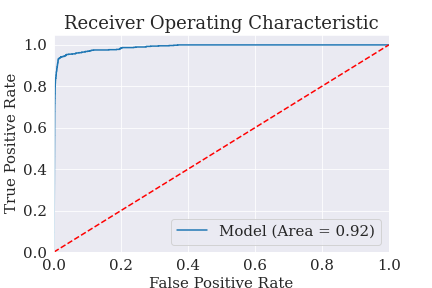 Receiver Operating Characteristic
True Positive Rate
1.0
0.8
0.6
0.4
0.2
0.0
Model (Area = 0.92)
0.0 0.2 0.4 0.6 0.8 1.0
False Positive Rate